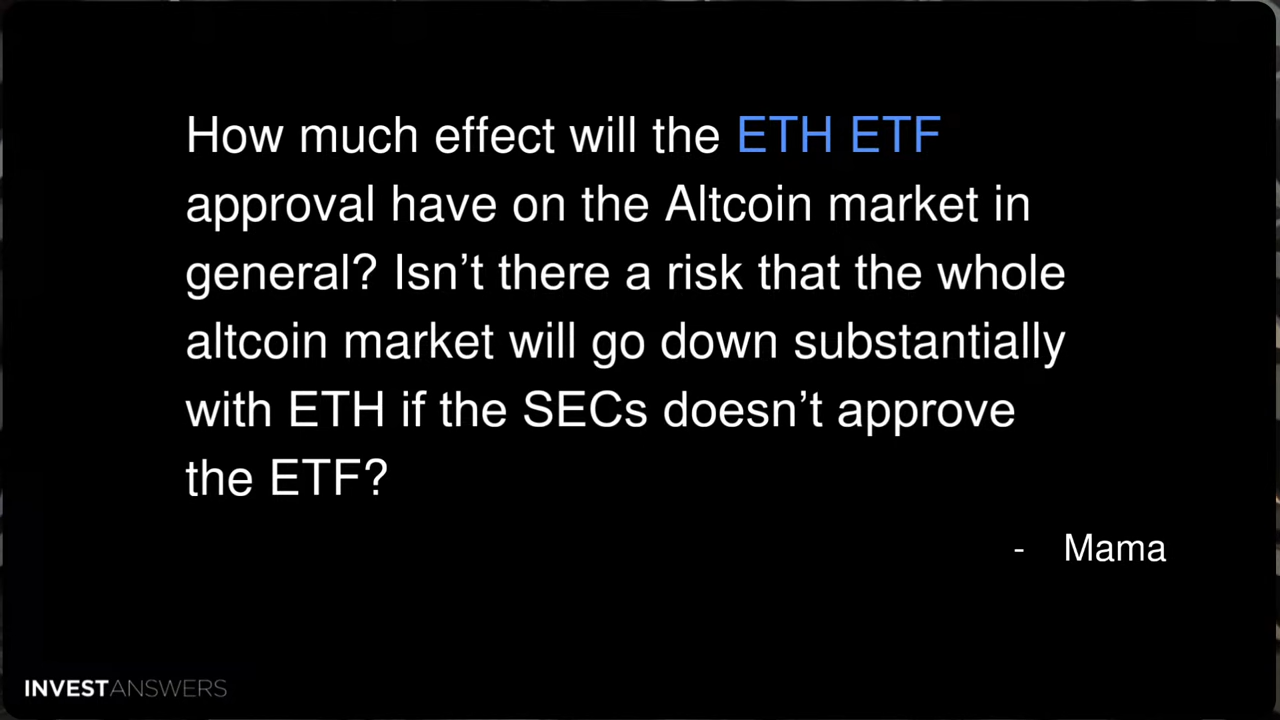 How much effect will the ETH ETF
approval have on the Altcoin market in
general? Isn’t there a risk that the whole
altcoin market will go down substantially
with ETH if the SECs doesn’t approve
the ETF?
- Mama
INVESTANSWERS